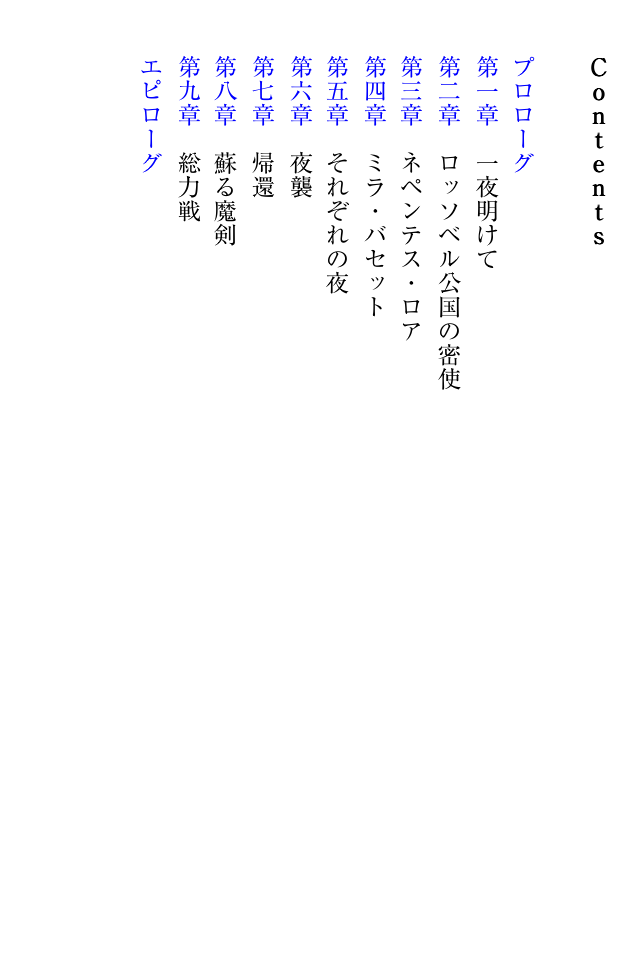 Contents
プロローグ
第一章　一夜明けて
第二章　ロッソベル公国の密使
第三章　ネペンテス・ロア
第四章　ミラ・バセット
第五章　それぞれの夜
第六章　夜襲
第七章　帰還
第八章　蘇る魔剣
第九章　総力戦
エピローグ